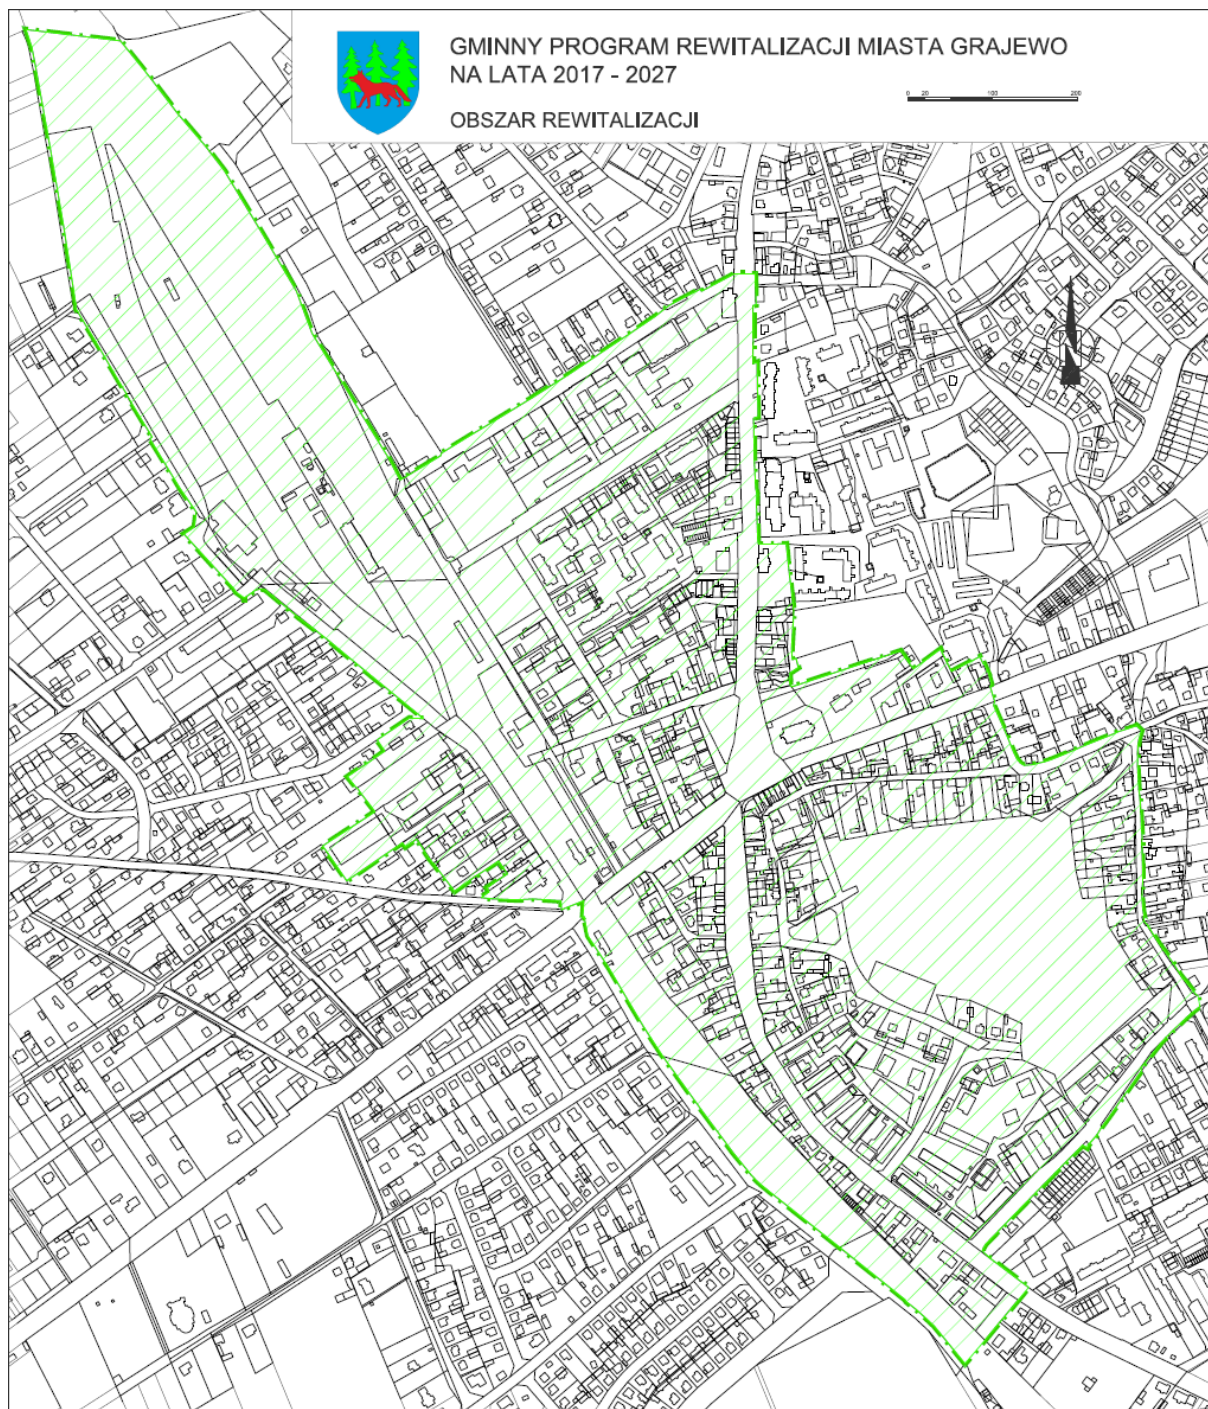 GMINNY PROGRAM REWITALIZACJI MIASTA GRAJEWO
NA LATA 2017 - 2027
OBSZAR REWITALIZACJI
0 20 100 200